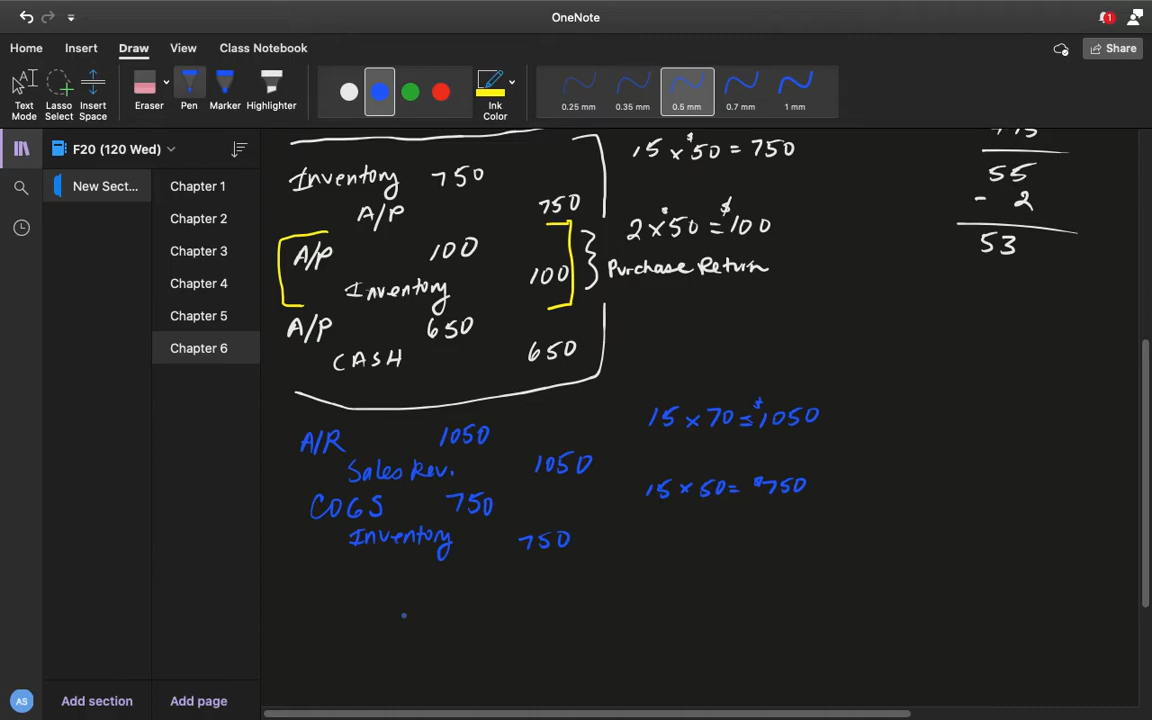 OneNote
1
Home Insert Draw View Class Notebook
Share
Text Mode
Lasso Select
Insert Space
Eraser
Pen
Marker
Highlighter
Ink Color
0.25 mm
0.35 mm
0.5 mm
0.7 mm
1 mm
F20 (120 Wed)
New Sect...
Chapter 1
Chapter 2
Chapter 3
Chapter 4
Chapter 5
Chapter 6
Inventory 750
A/P 750
A/P 100
Inventory 100
A/P 650
CASH 650
15 × $50 = 750
2 × $50 = $100
Purchase Return
55
- 2
53
A/R 1050
Sales Rev. 1050
COGS 750
Inventory 750
15 × 70 = $1050
15 × 50 = $750
AS
Add section
Add page